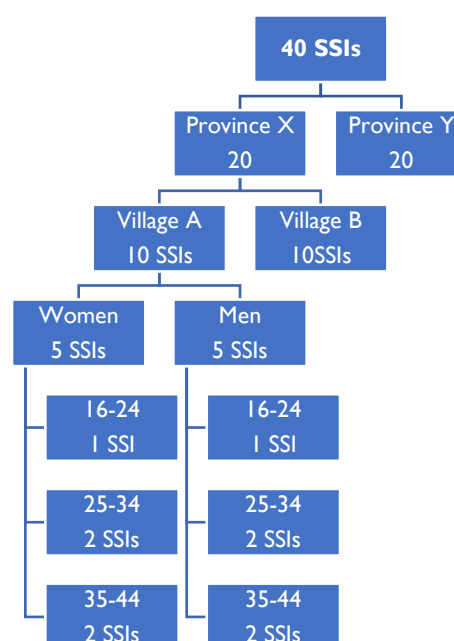 40 SSIs
Province X
20
Province Y
20
Village A
10 SSIs
Village B
10SSIs
Women
5 SSIs
Men
5 SSIs
16-24
1 SSI
16-24
1 SSI
25-34
2 SSIs
25-34
2 SSIs
35-44
2 SSIs
35-44
2 SSIs